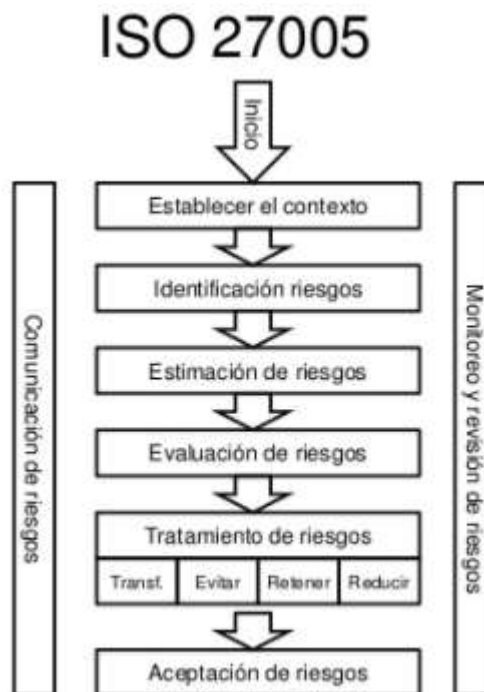 ISO 27005
Inicio
Establecer el contexto
Identificación riesgos
Estimación de riesgos
Evaluación de riesgos
Tratamiento de riesgos
Transf. Evitar Retener Reducir
Aceptación de riesgos
Comunicación de riesgos
Monitoreo y revisión de riesgos